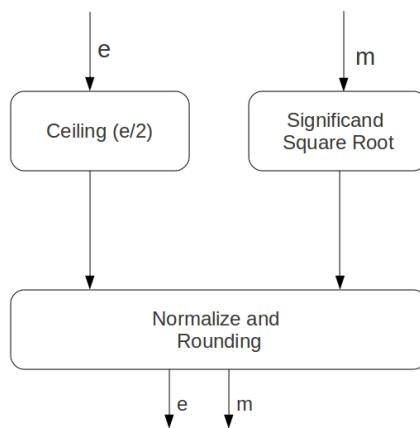 e
m
Ceiling (e/2)
Significand
Square Root
Normalize and
Rounding
e
m